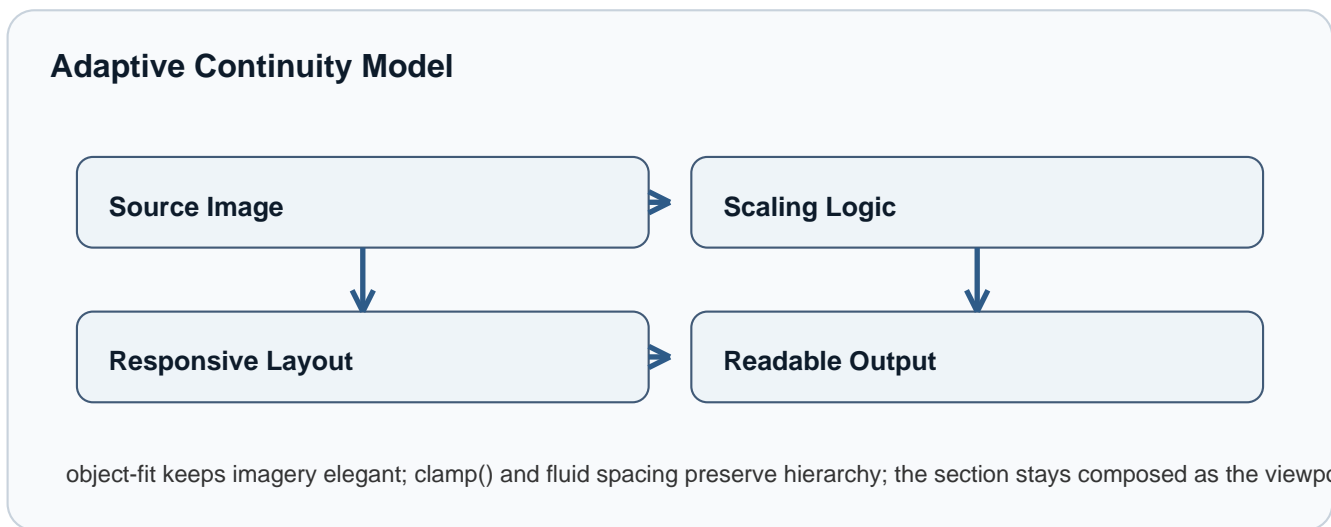 Adaptive Continuity Model
Source Image
Scaling Logic
Responsive Layout
Readable Output
object-fit keeps imagery elegant; clamp() and fluid spacing preserve hierarchy; the section stays composed as the